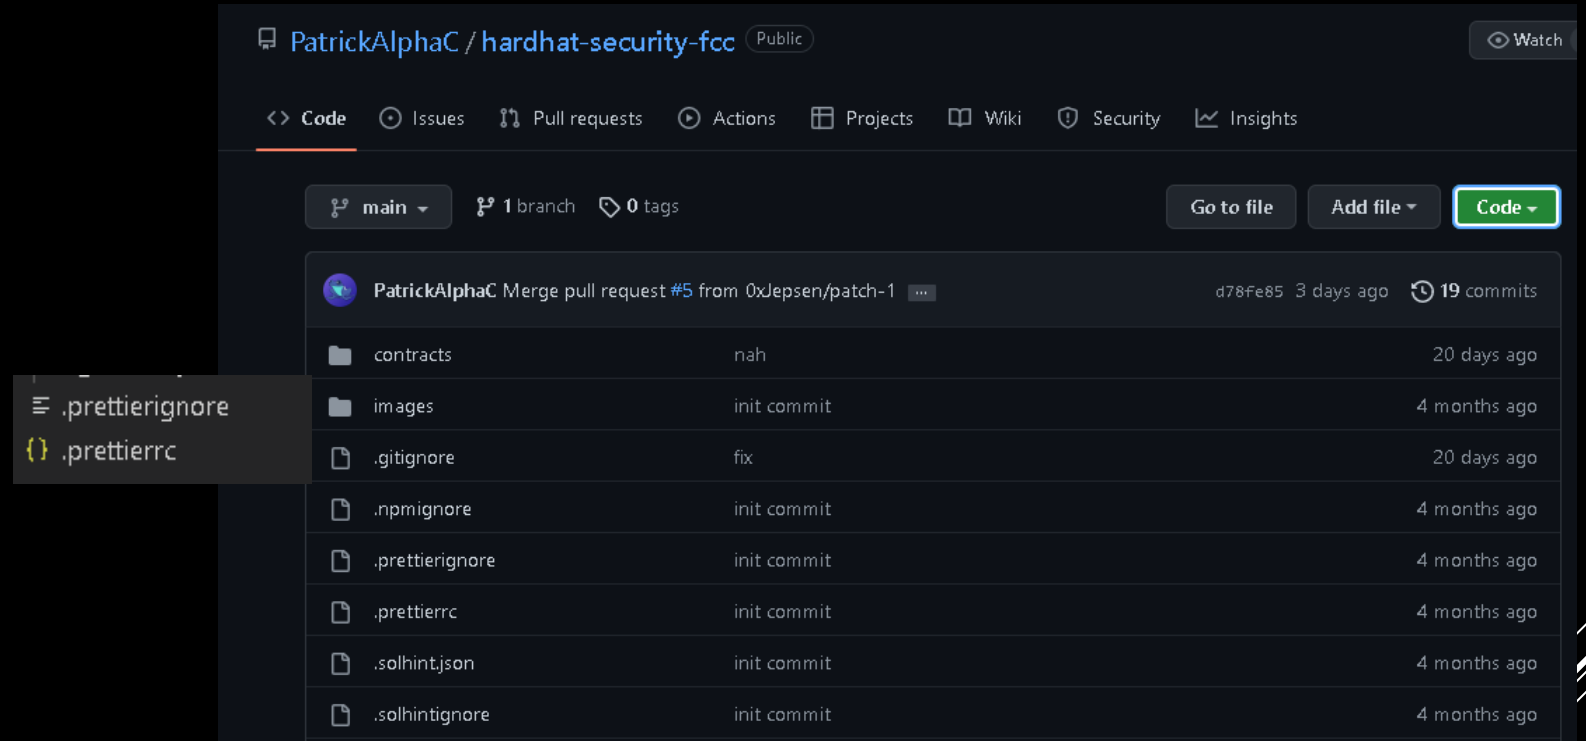 PatrickAlphaC / hardhat-security-fcc Public Watch
Code Issues Pull requests Actions Projects Wiki Security Insights
main 1 branch 0 tags Go to file Add file Code
PatrickAlphaC Merge pull request #5 from 0xJepsen/patch-1 ... d78fe85 3 days ago 19 commits
contracts nah 20 days ago
images init commit 4 months ago
.gitignore fix 20 days ago
.npmignore init commit 4 months ago
.prettierignore init commit 4 months ago
.prettierrc init commit 4 months ago
.solhint.json init commit 4 months ago
.solhintignore init commit 4 months ago
.prettierignore
{} .prettierrc